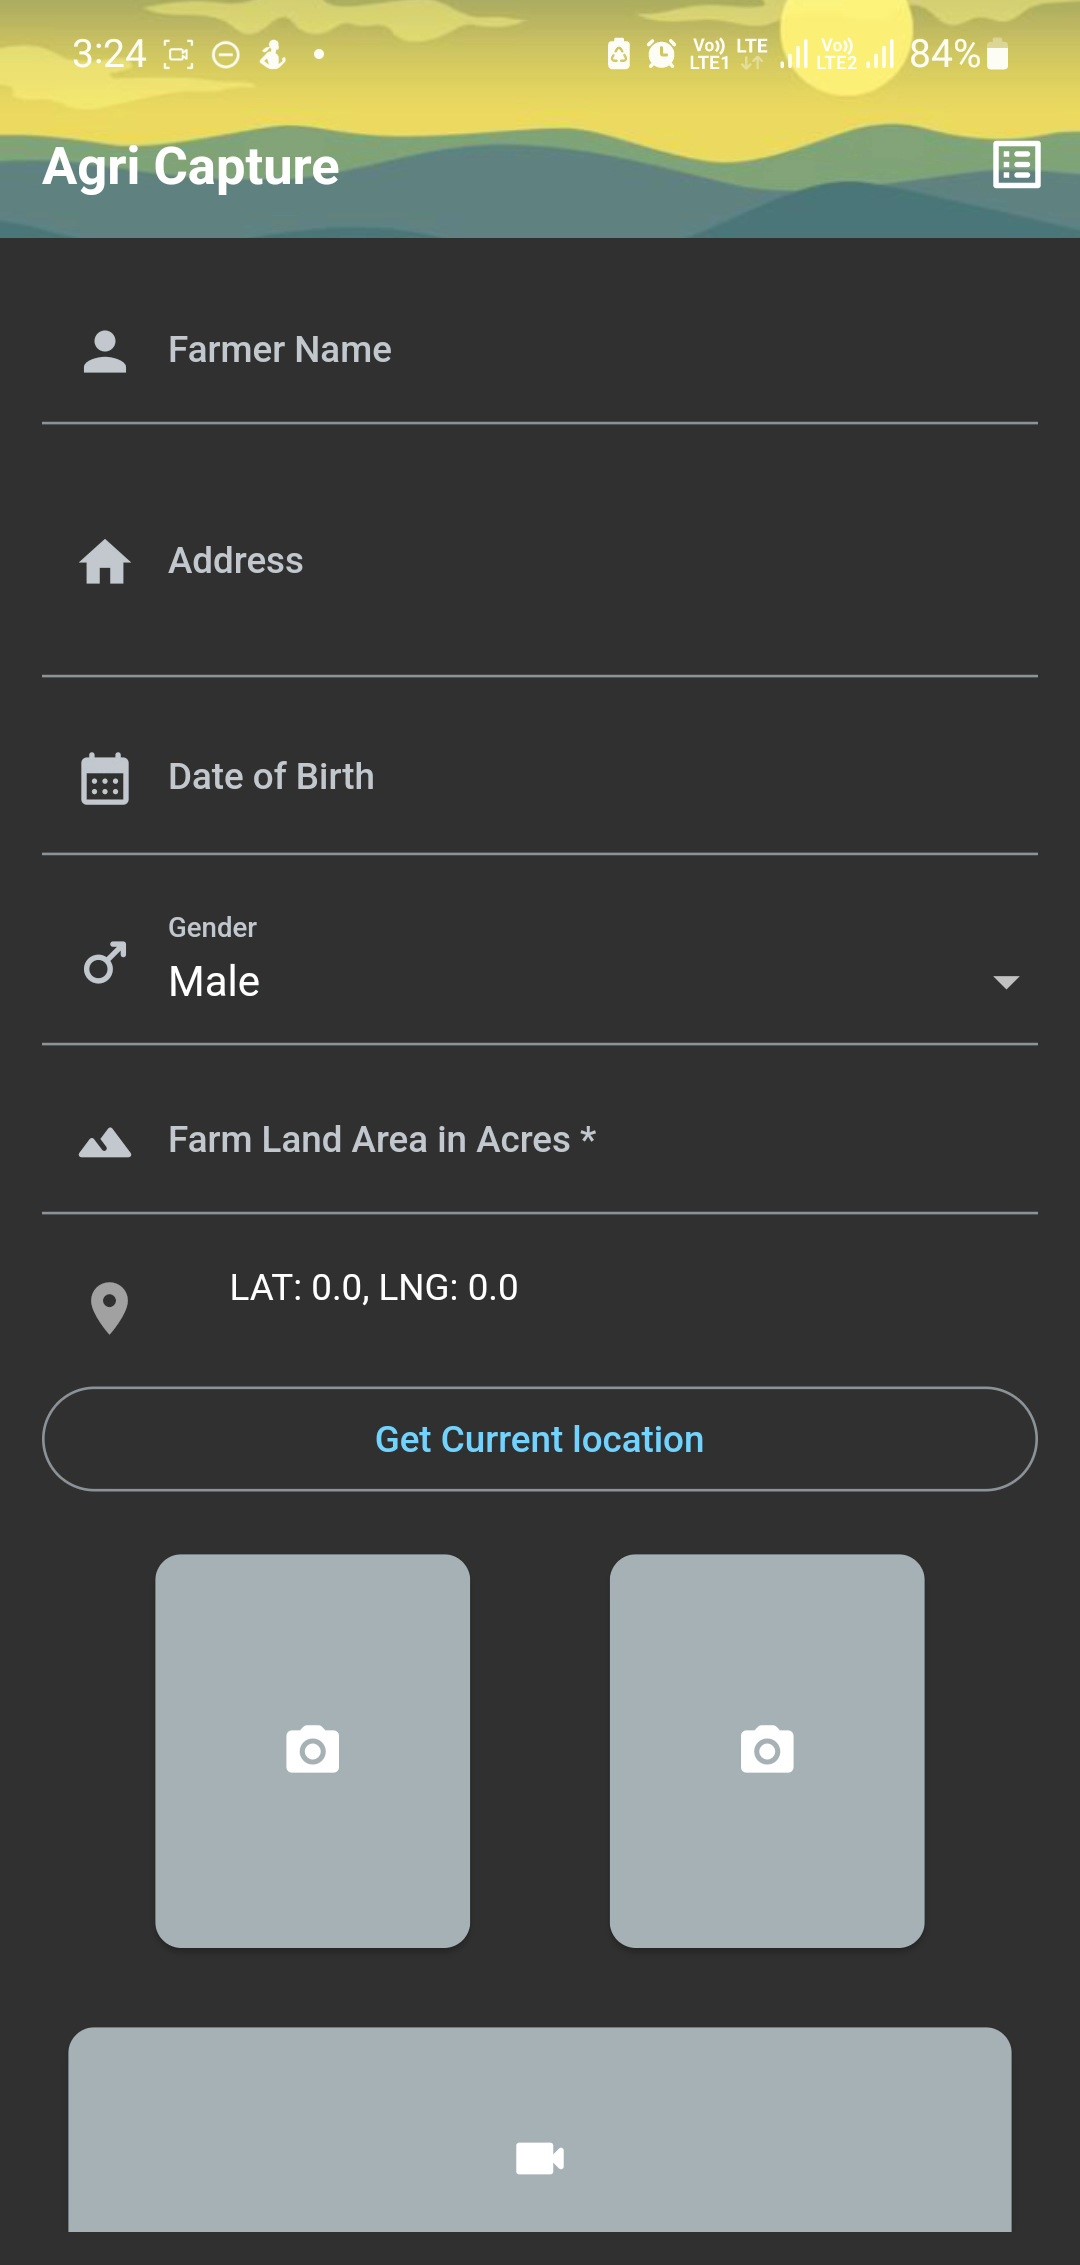 3:24 Vo)) LTE1 LTE Vo)) LTE2 84%
Agri Capture
Farmer Name
Address
Date of Birth
Gender
Male
Farm Land Area in Acres *
LAT: 0.0, LNG: 0.0
Get Current location